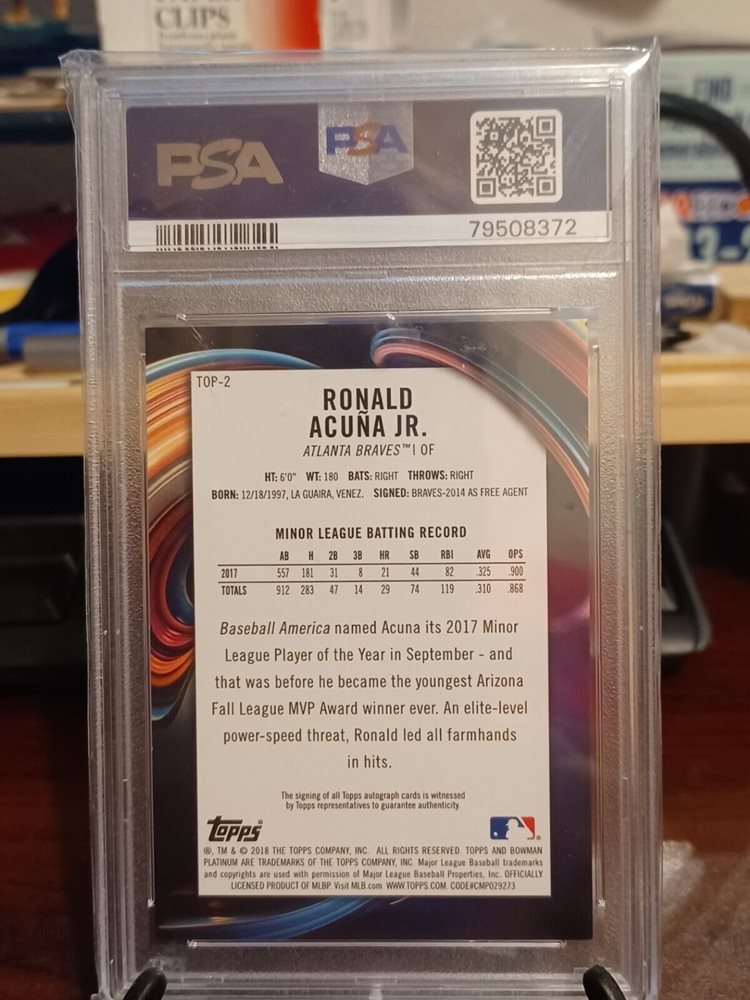 CLIPS
PSA
PSA
79508372
TOP-2
RONALD
ACUÑA JR.
ATLANTA BRAVES™ | OF
HT: 6'0" WT: 180 BATS: RIGHT THROWS: RIGHT
BORN: 12/18/1997, LA GUAIRA, VENEZ. SIGNED: BRAVES-2014 AS FREE AGENT
MINOR LEAGUE BATTING RECORD
AB H 2B 3B HR SB RBI AVG OPS
2017 557 181 31 8 21 44 82 .325 .900
TOTALS 912 283 47 14 29 74 119 .310 .868
Baseball America named Acuna its 2017 Minor
League Player of the Year in September - and
that was before he became the youngest Arizona
Fall League MVP Award winner ever. An elite-level
power-speed threat, Ronald led all farmhands
in hits.
The signing of all Topps autograph cards is witnessed
by Topps representatives to guarantee authenticity.
topps®
®, TM & © 2018 THE TOPPS COMPANY, INC. ALL RIGHTS RESERVED. TOPPS AND BOWMAN
PLATINUM ARE TRADEMARKS OF THE TOPPS COMPANY, INC. Major League Baseball trademarks
and copyrights are used with permission of Major League Baseball Properties, Inc. OFFICIALLY
LICENSED PRODUCT OF MLBP. Visit MLB.com WWW.TOPPS.COM. CODE#CMP029273